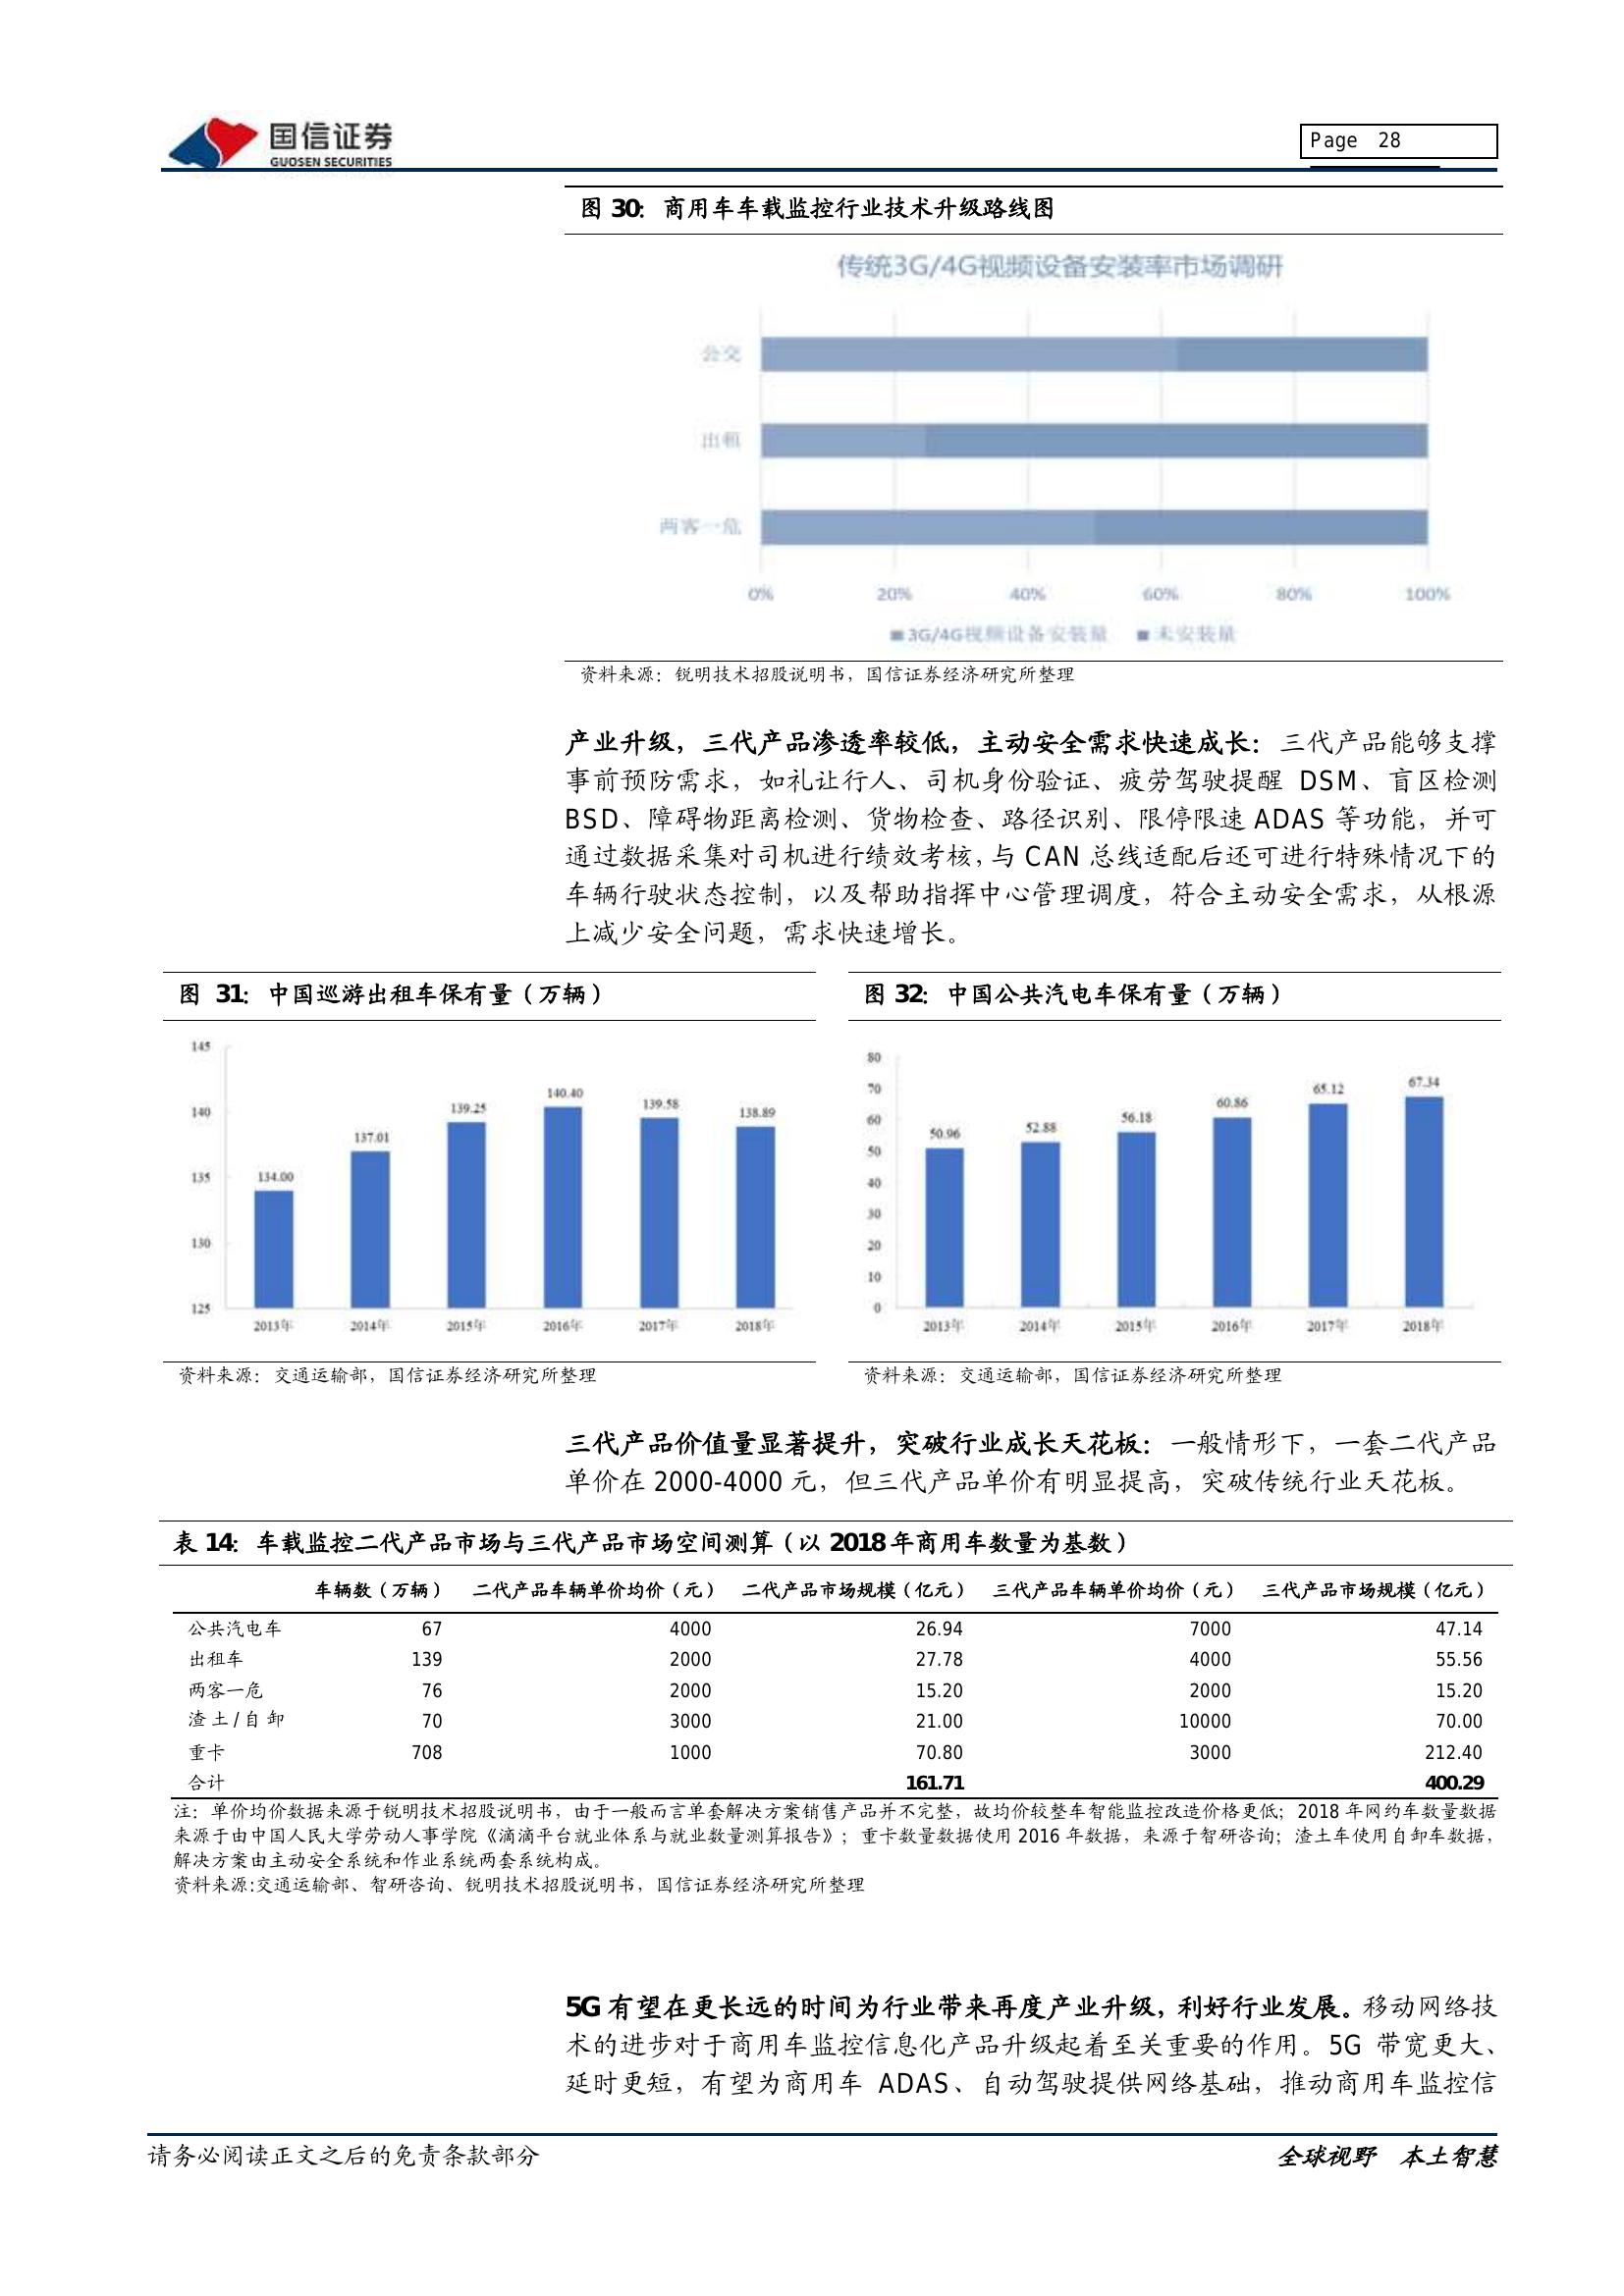 国信证券
GUOSEN SECURITIES
Page 28
图 30：商用车车载监控行业技术升级路线图
传统3G/4G视频设备安装率市场调研
公交
出租
两客一危
0% 20% 40% 60% 80% 100%
■3G/4G视频设备安装量 ■未安装量
资料来源：锐明技术招股说明书，国信证券经济研究所整理
产业升级，三代产品渗透率较低，主动安全需求快速成长：三代产品能够支撑
事前预防需求，如礼让行人、司机身份验证、疲劳驾驶提醒 DSM、盲区检测
BSD、障碍物距离检测、货物检查、路径识别、限停限速 ADAS 等功能，并可
通过数据采集对司机进行绩效考核，与 CAN 总线适配后还可进行特殊情况下的
车辆行驶状态控制，以及帮助指挥中心管理调度，符合主动安全需求，从根源
上减少安全问题，需求快速增长。
图 31：中国巡游出租车保有量（万辆）
145
140
135
130
125
134.00 137.01 139.25 140.40 139.58 138.89
2013年 2014年 2015年 2016年 2017年 2018年
资料来源：交通运输部，国信证券经济研究所整理
图 32：中国公共汽电车保有量（万辆）
80
70
60
50
40
30
20
10
0
50.96 52.88 56.18 60.86 65.12 67.34
2013年 2014年 2015年 2016年 2017年 2018年
资料来源：交通运输部，国信证券经济研究所整理
三代产品价值量显著提升，突破行业成长天花板：一般情形下，一套二代产品
单价在 2000-4000 元，但三代产品单价有明显提高，突破传统行业天花板。
表 14：车载监控二代产品市场与三代产品市场空间测算（以 2018 年商用车数量为基数）
车辆数（万辆） 二代产品车辆单价均价（元） 二代产品市场规模（亿元） 三代产品车辆单价均价（元） 三代产品市场规模（亿元）
公共汽电车 67 4000 26.94 7000 47.14
出租车 139 2000 27.78 4000 55.56
两客一危 76 2000 15.20 2000 15.20
渣土/自卸 70 3000 21.00 10000 70.00
重卡 708 1000 70.80 3000 212.40
合计 161.71 400.29
注：单价均价数据来源于锐明技术招股说明书，由于一般而言单套解决方案销售产品并不完整，故均价较整车智能监控改造价格更低；2018 年网约车数量数据
来源于由中国人民大学劳动人事学院《滴滴平台就业体系与就业数量测算报告》；重卡数量数据使用 2016 年数据，来源于智研咨询；渣土车使用自卸车数据，
解决方案由主动安全系统和作业系统两套系统构成。
资料来源:交通运输部、智研咨询、锐明技术招股说明书，国信证券经济研究所整理
5G 有望在更长远的时间为行业带来再度产业升级，利好行业发展。移动网络技
术的进步对于商用车监控信息化产品升级起着至关重要的作用。5G 带宽更大、
延时更短，有望为商用车 ADAS、自动驾驶提供网络基础，推动商用车监控信
请务必阅读正文之后的免责条款部分
全球视野 本土智慧